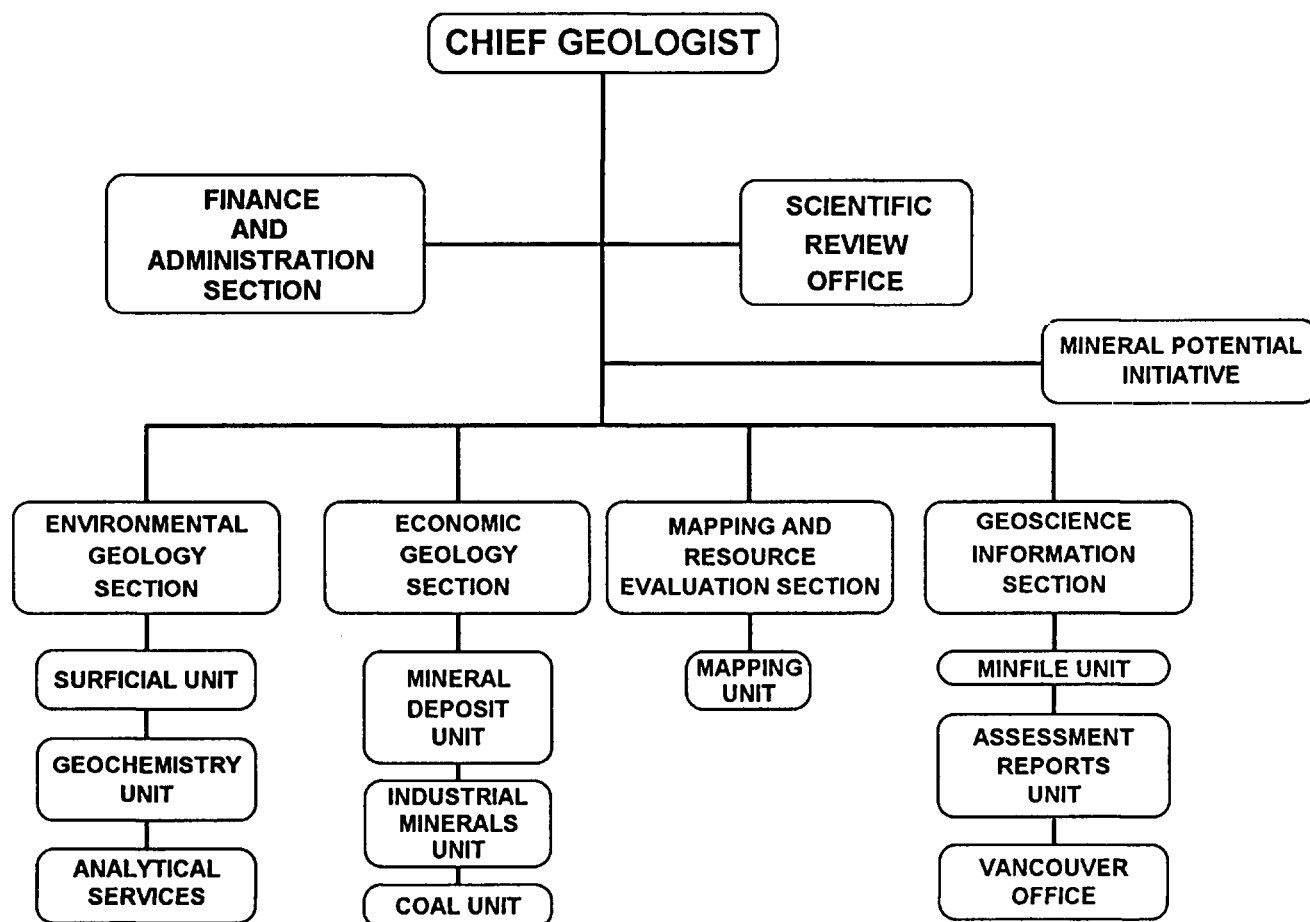 CHIEF GEOLOGIST
FINANCE
AND
ADMINISTRATION
SECTION
SCIENTIFIC
REVIEW
OFFICE
MINERAL POTENTIAL
INITIATIVE
ENVIRONMENTAL
GEOLOGY
SECTION
SURFICIAL UNIT
GEOCHEMISTRY
UNIT
ANALYTICAL
SERVICES
ECONOMIC
GEOLOGY
SECTION
MINERAL
DEPOSIT
UNIT
INDUSTRIAL
MINERALS
UNIT
COAL UNIT
MAPPING AND
RESOURCE
EVALUATION SECTION
MAPPING
UNIT
GEOSCIENCE
INFORMATION
SECTION
MINFILE UNIT
ASSESSMENT
REPORTS
UNIT
VANCOUVER
OFFICE